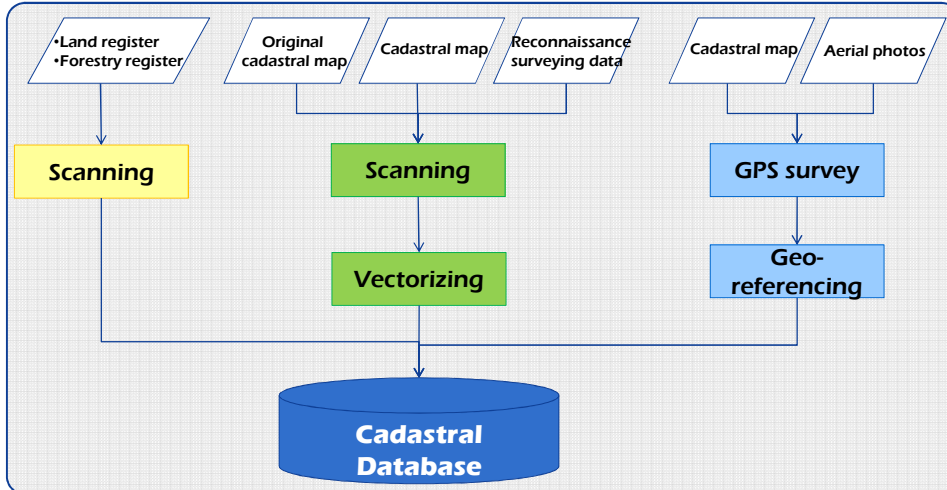 •Land register
•Forestry register
Original
cadastral map
Cadastral map
Reconnaissance
surveying data
Cadastral map
Aerial photos
Scanning
Scanning
GPS survey
Vectorizing
Geo-
referencing
Cadastral
Database